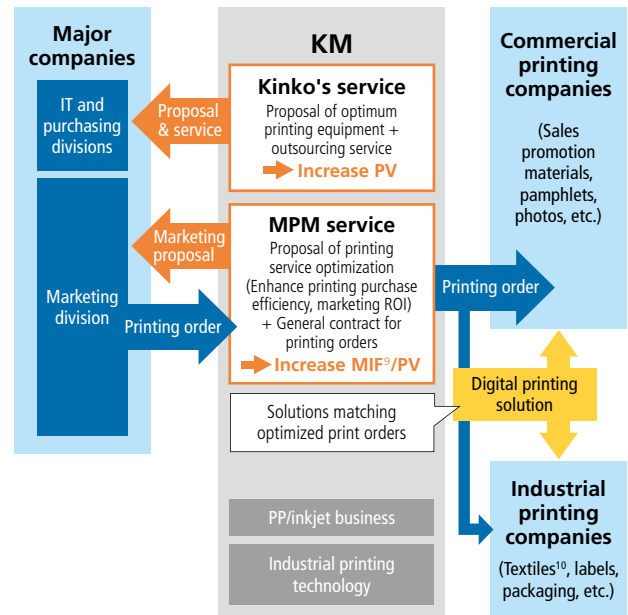 Major
companies
IT and
purchasing
divisions
Marketing
division
Proposal
& service
Marketing
proposal
Printing order
KM
Kinko's service
Proposal of optimum
printing equipment +
outsourcing service
Increase PV
MPM service
Proposal of printing
service optimization
(Enhance printing purchase
efficiency, marketing ROI)
+ General contract for
printing orders
Increase MIF⁹/PV
Solutions matching
optimized print orders
PP/inkjet business
Industrial printing
technology
Printing order
Commercial
printing
companies
(Sales
promotion
materials,
pamphlets,
photos, etc.)
Digital printing
solution
Industrial
printing
companies
(Textiles¹⁰, labels,
packaging, etc.)